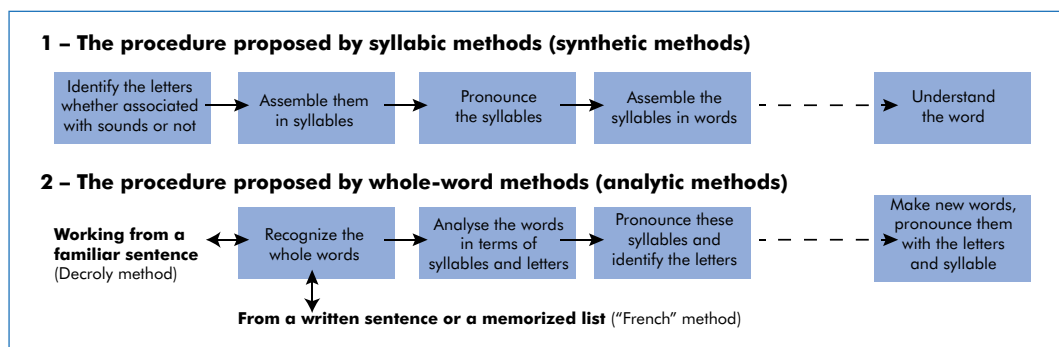 1 – The procedure proposed by syllabic methods (synthetic methods)
Identify the letters
whether associated
with sounds or not
Assemble them
in syllables
Pronounce
the syllables
Assemble the
syllables in words
Understand
the word
2 – The procedure proposed by whole-word methods (analytic methods)
Working from a
familiar sentence
(Decroly method)
Recognize the
whole words
Analyse the words
in terms of
syllables and letters
Pronounce these
syllables and
identify the letters
Make new words,
pronounce them
with the letters
and syllable
From a written sentence or a memorized list (“French” method)